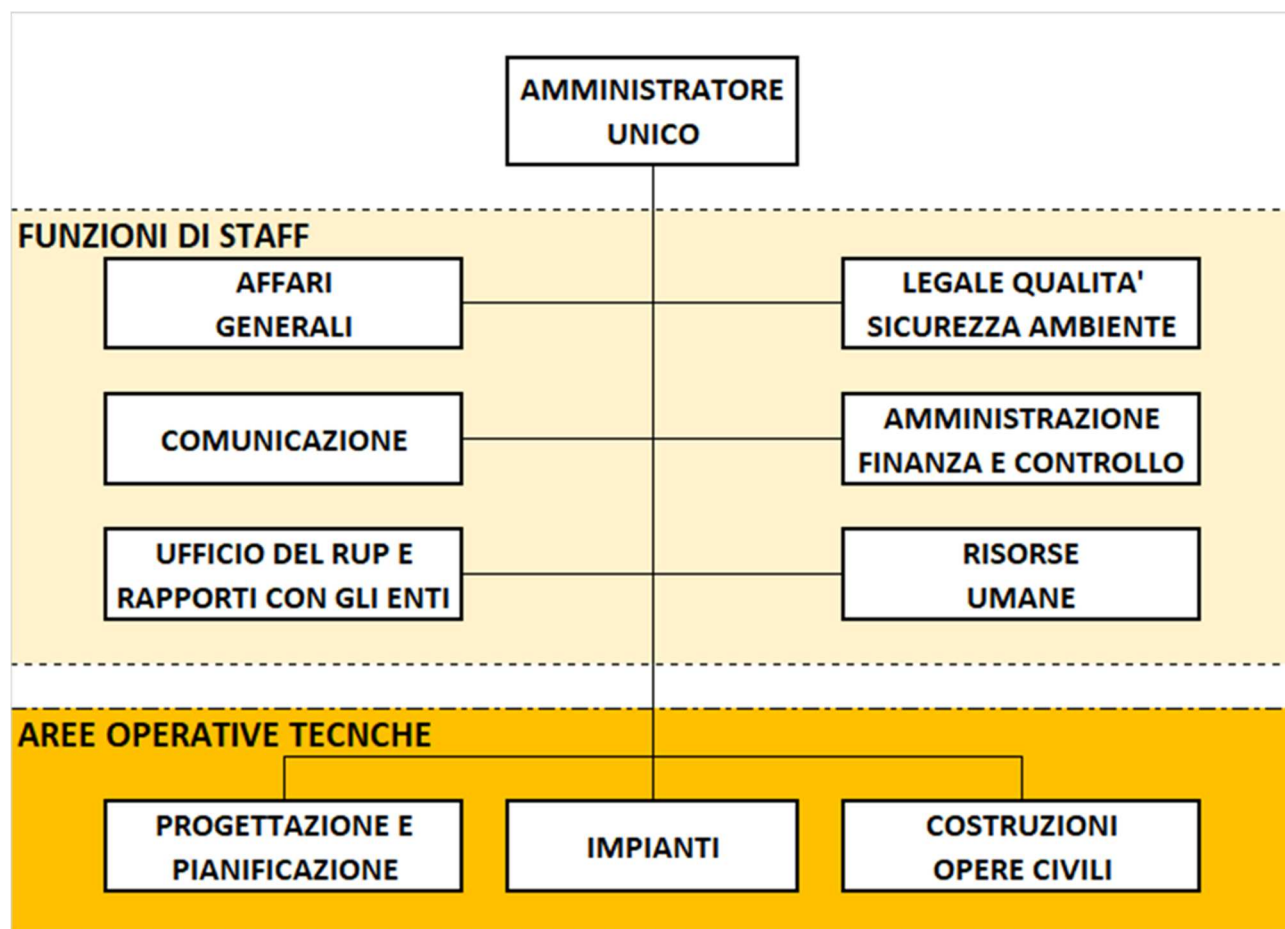 AMMINISTRATORE
UNICO
FUNZIONI DI STAFF
AFFARI
GENERALI
LEGALE QUALITA'
SICUREZZA AMBIENTE
COMUNICAZIONE
AMMINISTRAZIONE
FINANZA E CONTROLLO
UFFICIO DEL RUP E
RAPPORTI CON GLI ENTI
RISORSE
UMANE
AREE OPERATIVE TECNCHE
PROGETTAZIONE E
PIANIFICAZIONE
IMPIANTI
COSTRUZIONI
OPERE CIVILI